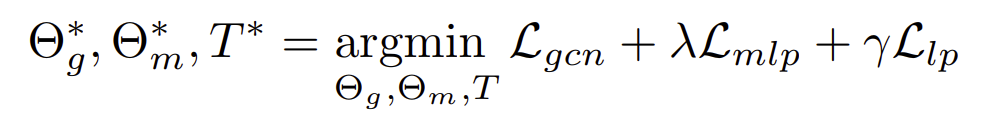 Θ*_g, Θ*_m, T* = argmin_{Θ_g,Θ_m,T} ℒ_{gcn} + λℒ_{mlp} + γℒ_{lp}